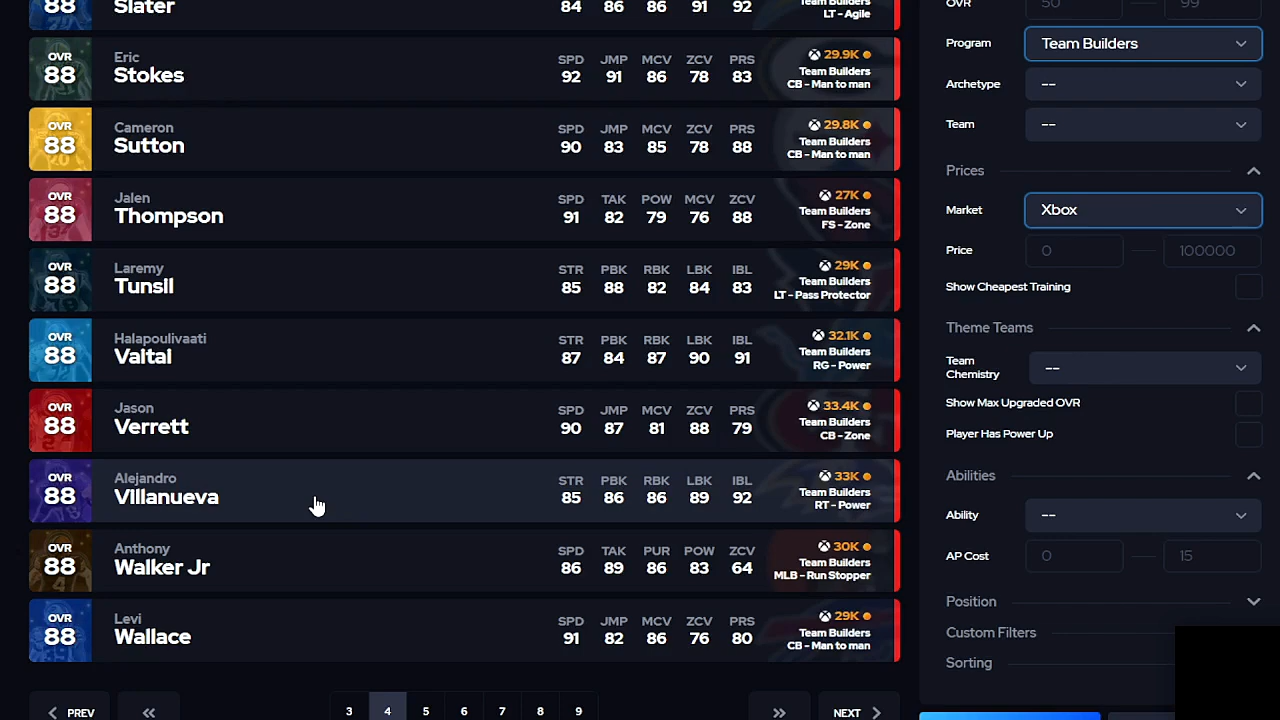 88
Slater
84 86 86 91 92
Team Builders
LT - Agile
OVR
88
Eric
Stokes
SPD JMP MCV ZCV PRS
92 91 86 78 83
29.9K
Team Builders
CB - Man to man
OVR
88
Cameron
Sutton
SPD JMP MCV ZCV PRS
90 83 85 78 88
29.8K
Team Builders
CB - Man to man
OVR
88
Jalen
Thompson
SPD TAK POW MCV ZCV
91 82 79 76 88
27K
Team Builders
FS - Zone
OVR
88
Laremy
Tunsil
STR PBK RBK LBK IBL
85 88 82 84 83
29K
Team Builders
LT - Pass Protector
OVR
88
Halapoulivaati
Vaitai
STR PBK RBK LBK IBL
87 84 87 90 91
32.1K
Team Builders
RG - Power
OVR
88
Jason
Verrett
SPD JMP MCV ZCV PRS
90 87 81 88 79
33.4K
Team Builders
CB - Zone
OVR
88
Alejandro
Villanueva
STR PBK RBK LBK IBL
85 86 86 89 92
33K
Team Builders
RT - Power
OVR
88
Anthony
Walker Jr
SPD TAK PUR POW ZCV
86 89 86 83 64
30K
Team Builders
MLB - Run Stopper
OVR
88
Levi
Wallace
SPD JMP MCV ZCV PRS
91 82 86 76 80
29K
Team Builders
CB - Man to man
PREV 3 4 5 6 7 8 9 NEXT
OVR 50 99
Program Team Builders
Archetype --
Team --
Prices
Market Xbox
Price 0 100000
Show Cheapest Training
Theme Teams
Team
Chemistry --
Show Max Upgraded OVR
Player Has Power Up
Abilities
Ability --
AP Cost 0 15
Position
Custom Filters
Sorting